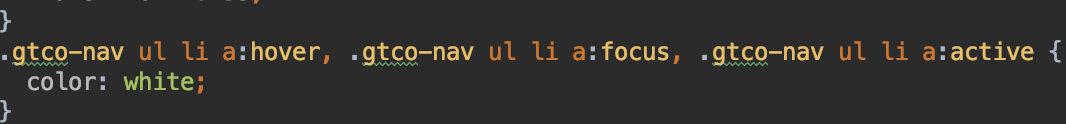 }
.gtco-nav ul li a:hover, .gtco-nav ul li a:focus, .gtco-nav ul li a:active {
color: white;
}